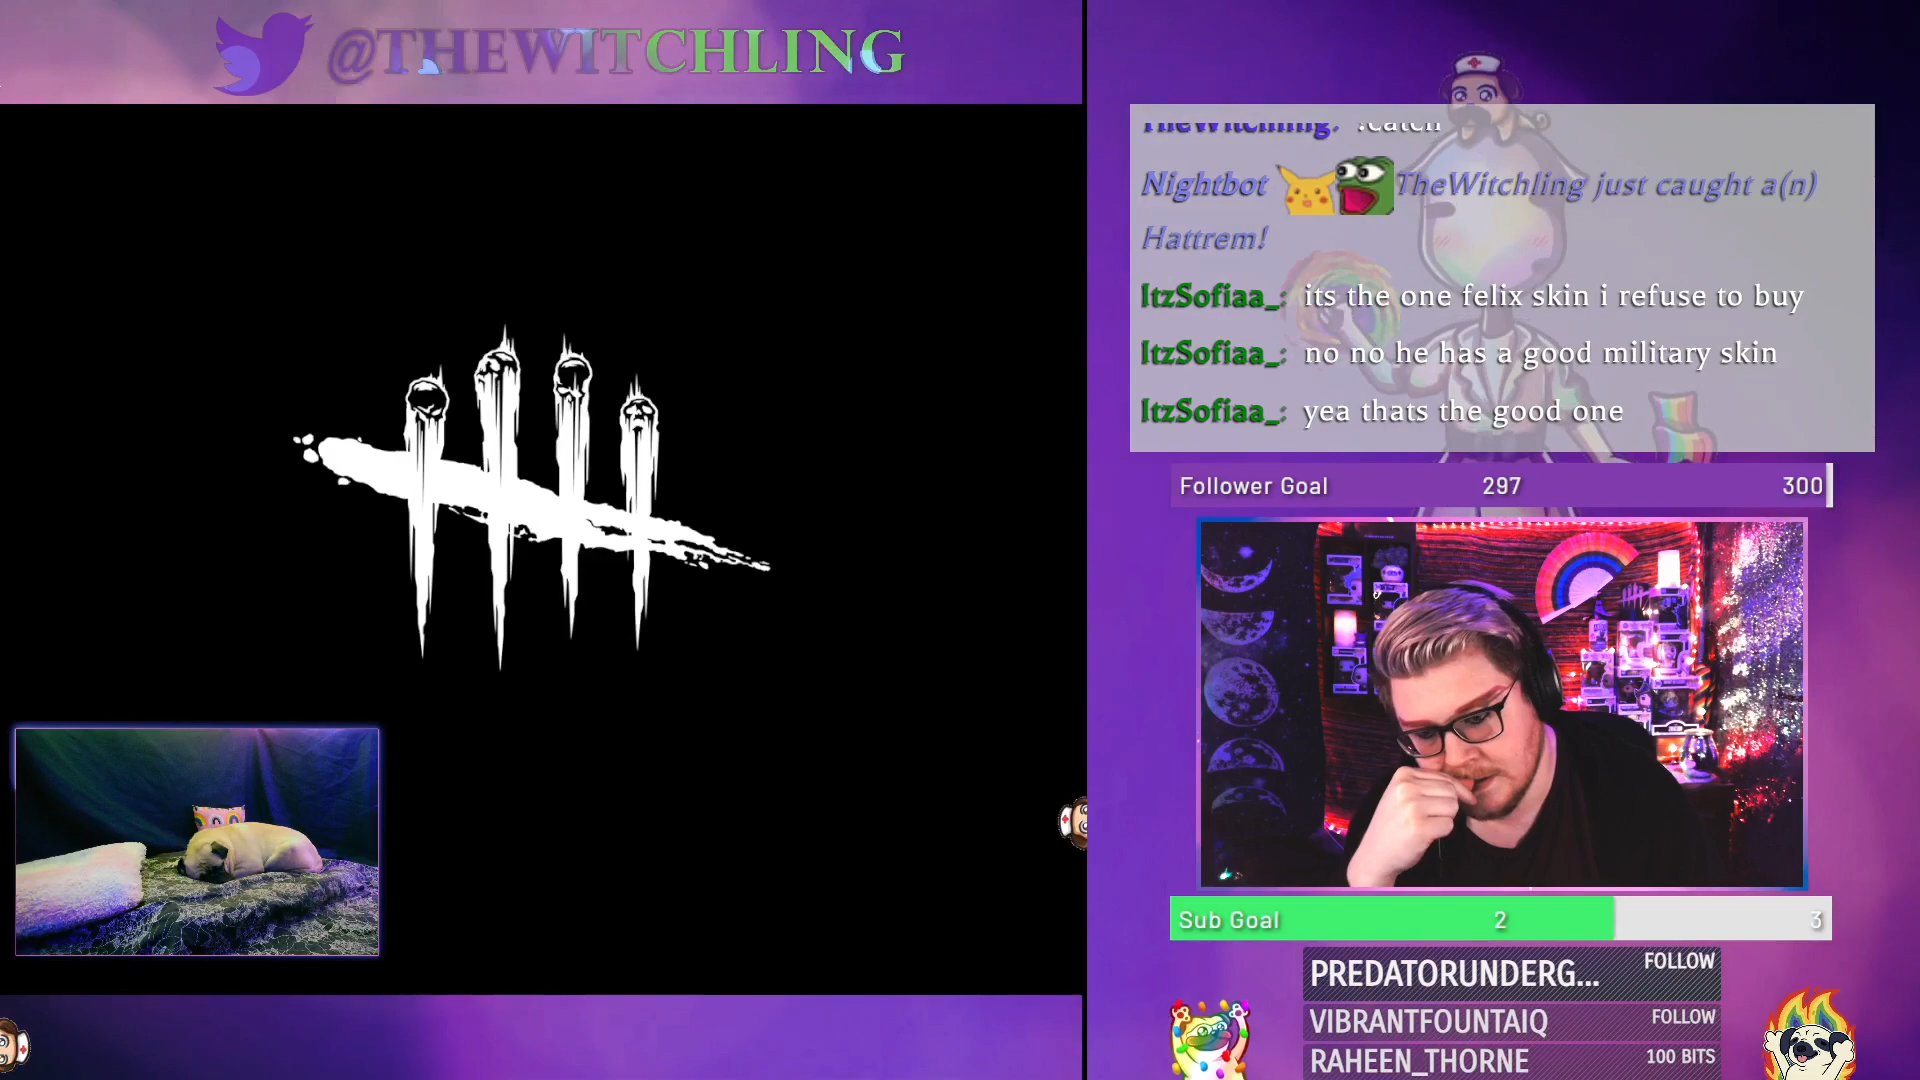 @THEWITCHLING
TheWitchling: !catch
Nightbot TheWitchling just caught a(n)
Hattrem!
ItzSofiaa_: its the one felix skin i refuse to buy
ItzSofiaa_: no no he has a good military skin
ItzSofiaa_: yea thats the good one
Follower Goal 297 300
Sub Goal 2 3
PREDATORUNDERG... FOLLOW
VIBRANTFOUNTAIQ FOLLOW
RAHEEN_THORNE 100 BITS